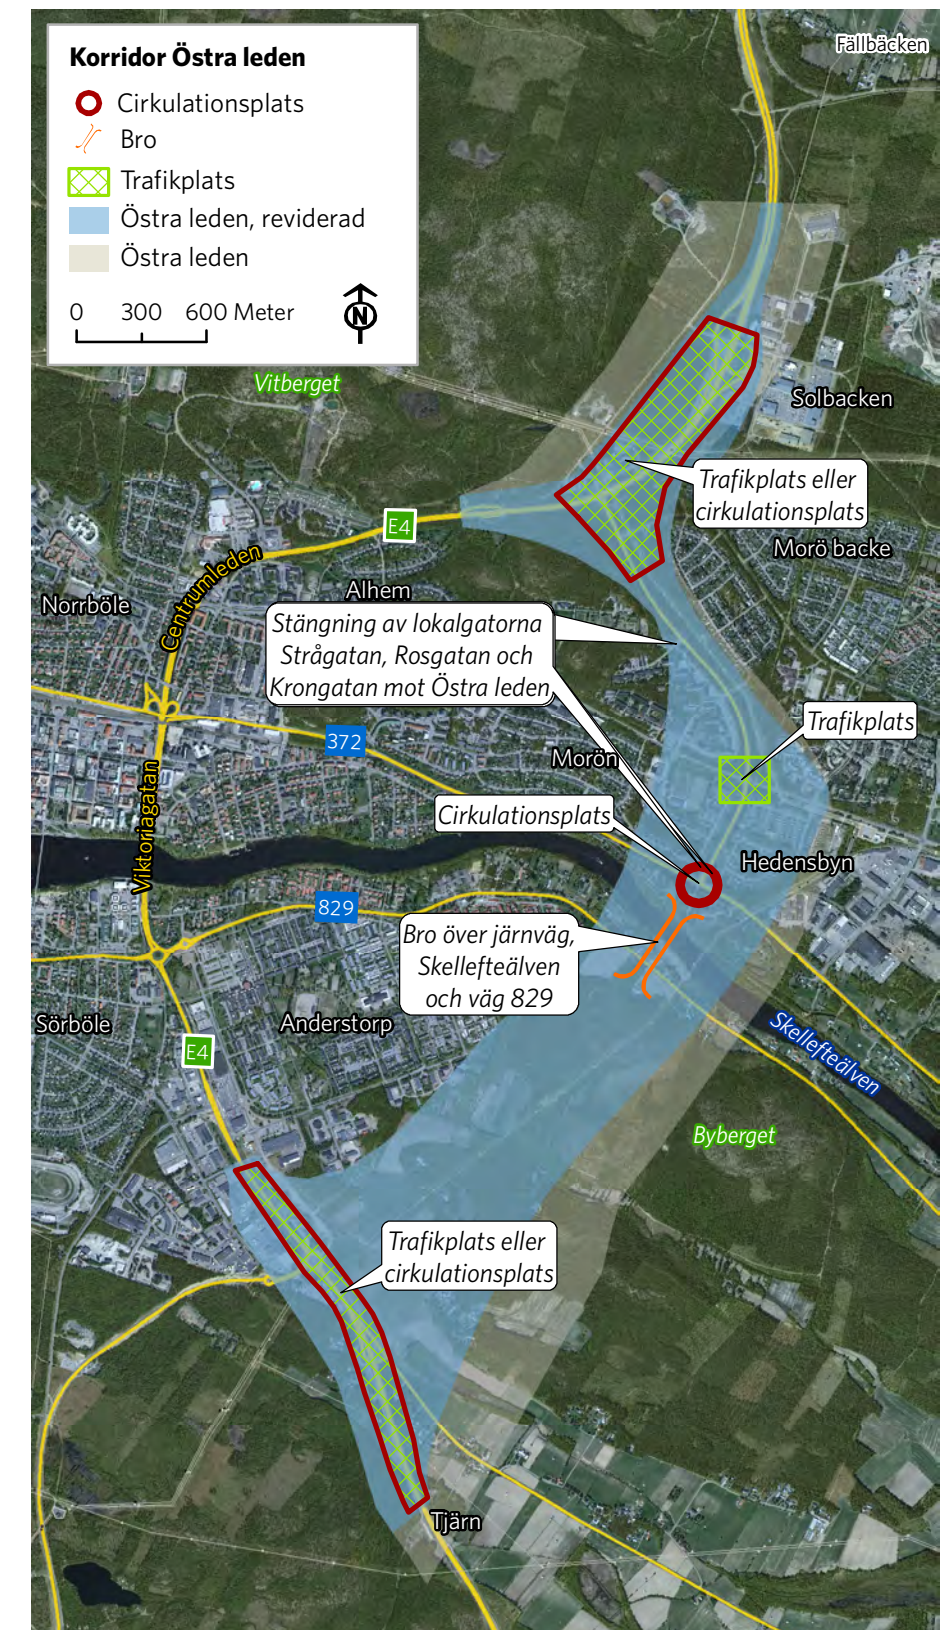 Korridor Östra leden
Cirkulationsplats
Bro
Trafikplats
Östra leden, reviderad
Östra leden
0 300 600 Meter
N
Fällbäcken
Vitberget
Solbacken
Trafikplats eller
cirkulationsplats
E4
Centrumleden
Morö backe
Norrböle
Alhem
Stängning av lokalgatorna
Strågatan, Rosgatan och
Krongatan mot Östra leden
Trafikplats
372
Morön
Viktoriagatan
Cirkulationsplats
Hedensbyn
829
Bro över järnväg,
Skellefteälven
och väg 829
Sörböle
Anderstorp
E4
Skellefteälven
Byberget
Trafikplats eller
cirkulationsplats
Tjärn